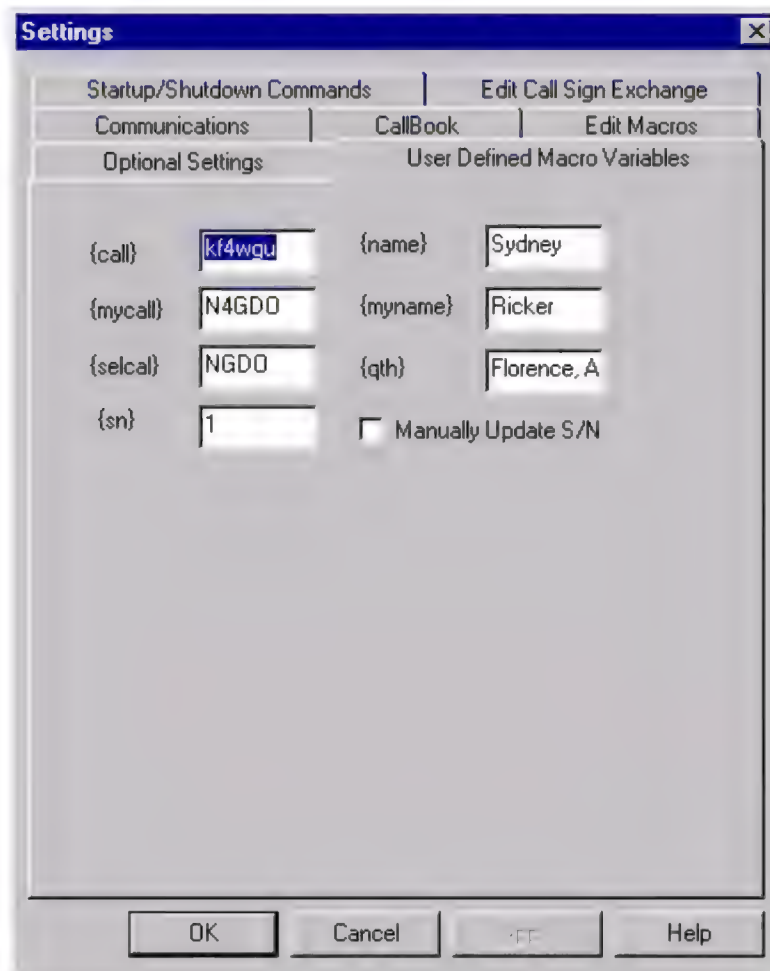 Settings
Startup/Shutdown Commands
Edit Call Sign Exchange
Communications
CallBook
Edit Macros
Optional Settings
User Defined Macro Variables
{call}
kf4wgu
{name}
Sydney
{mycall}
N4GDO
{myname}
Ricker
{selcal}
NGDO
{qth}
Florence, A
{sn}
1
Manually Update S/N
OK
Cancel
Help